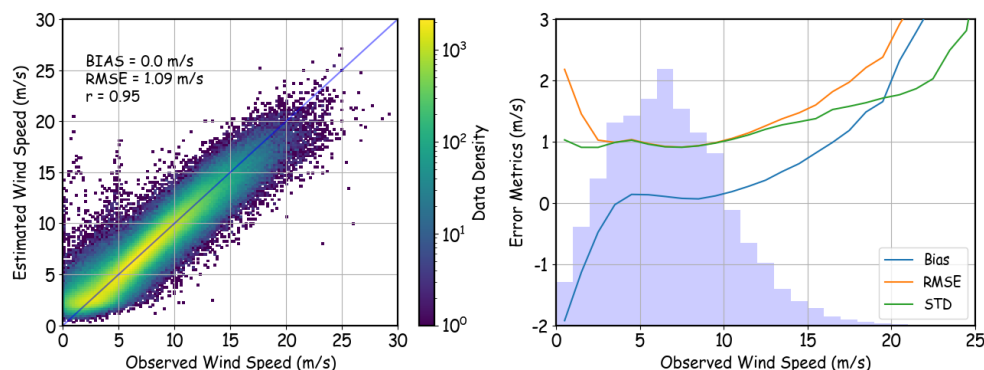 BIAS = 0.0 m/s
RMSE = 1.09 m/s
r = 0.95
Estimated Wind Speed (m/s)
30
25
20
15
10
5
0
0 5 10 15 20 25 30
Observed Wind Speed (m/s)
10³
10²
10¹
10⁰
Data Density
Error Metrics (m/s)
3
2
1
0
-1
-2
Bias
RMSE
STD
0 5 10 15 20 25
Observed Wind Speed (m/s)